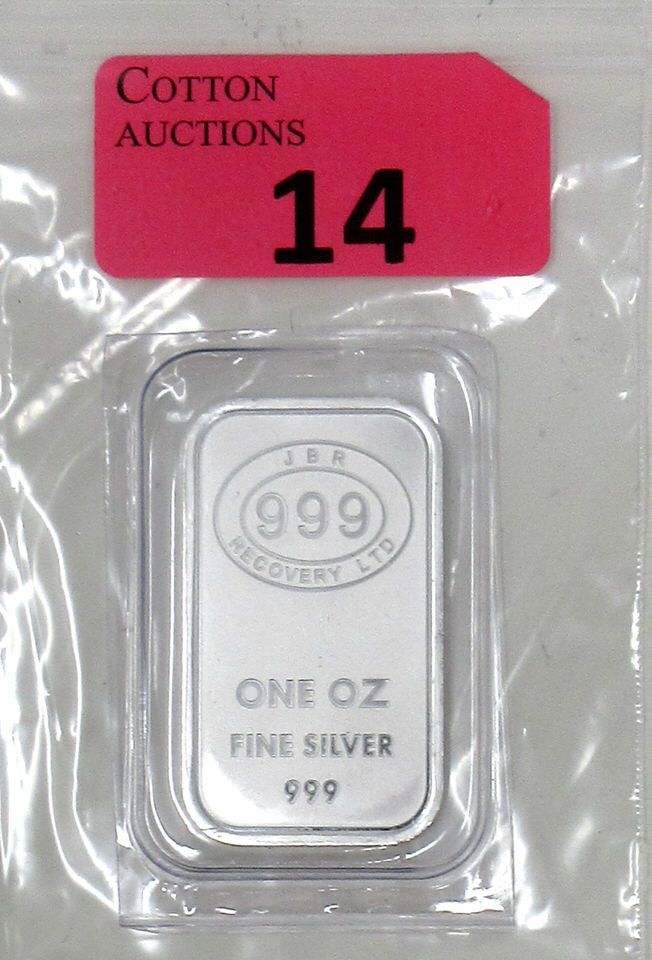 COTTON
AUCTIONS
14
JBR
999
RECOVERY LTD
ONE OZ
FINE SILVER
999